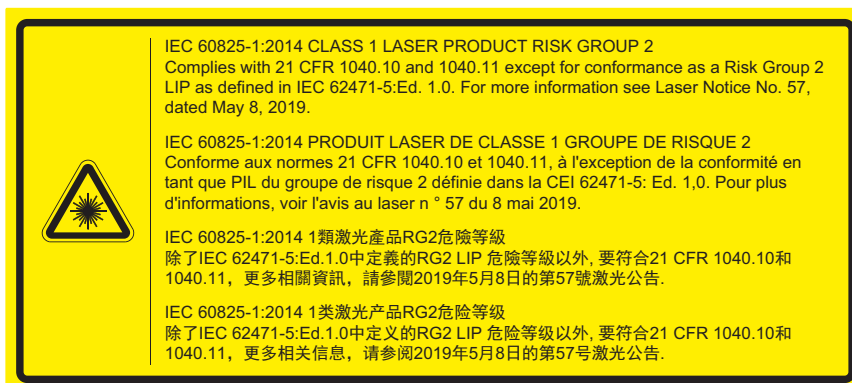 IEC 60825-1:2014 CLASS 1 LASER PRODUCT RISK GROUP 2
Complies with 21 CFR 1040.10 and 1040.11 except for conformance as a Risk Group 2
LIP as defined in IEC 62471-5:Ed. 1.0. For more information see Laser Notice No. 57,
dated May 8, 2019.
IEC 60825-1:2014 PRODUIT LASER DE CLASSE 1 GROUPE DE RISQUE 2
Conforme aux normes 21 CFR 1040.10 et 1040.11, à l'exception de la conformité en
tant que PIL du groupe de risque 2 définie dans la CEI 62471-5: Ed. 1,0. Pour plus
d'informations, voir l'avis au laser n ° 57 du 8 mai 2019.
IEC 60825-1:2014 1類激光產品RG2危險等級
除了IEC 62471-5:Ed.1.0中定義的RG2 LIP 危險等級以外, 要符合21 CFR 1040.10和
1040.11，更多相關資訊，請參閱2019年5月8日的第57號激光公告.
IEC 60825-1:2014 1类激光产品RG2危险等级
除了IEC 62471-5:Ed.1.0中定义的RG2 LIP 危险等级以外, 要符合21 CFR 1040.10和
1040.11，更多相关信息，请参阅2019年5月8日的第57号激光公告.